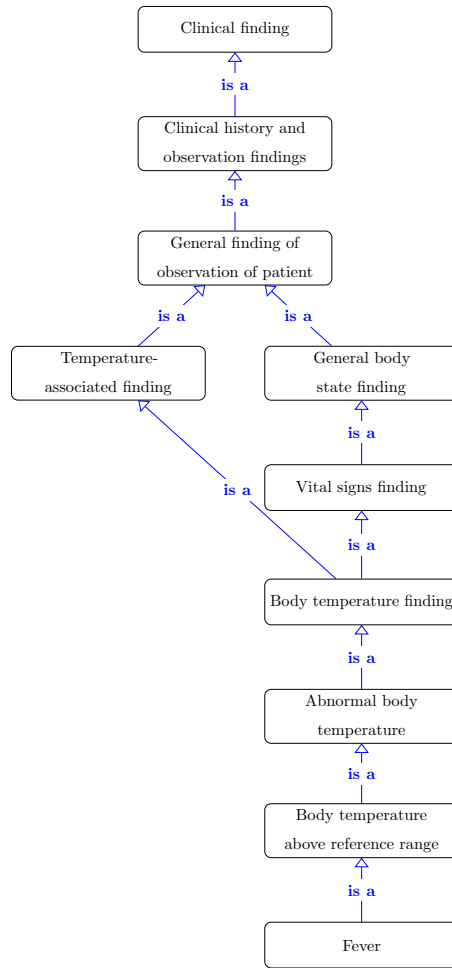 Clinical finding
is a
Clinical history and
observation findings
is a
General finding of
observation of patient
is a
is a
Temperature-
associated finding
General body
state finding
is a
Vital signs finding
is a
is a
Body temperature finding
is a
Abnormal body
temperature
is a
Body temperature
above reference range
is a
Fever